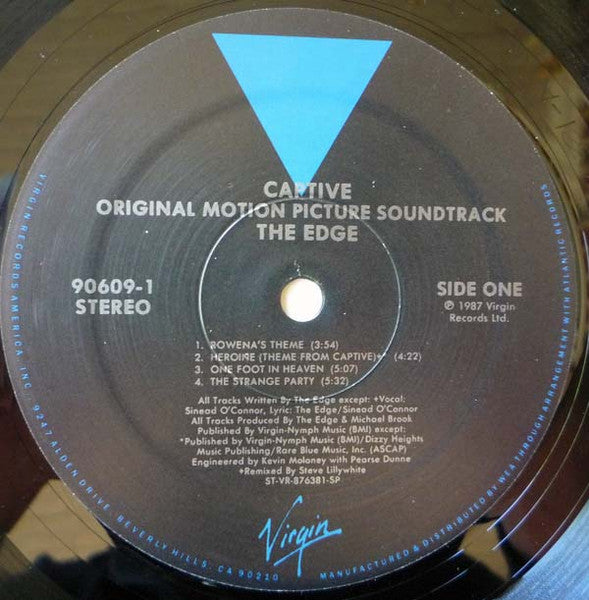 CAPTIVE
ORIGINAL MOTION PICTURE SOUNDTRACK
THE EDGE
90609-1
STEREO
SIDE ONE
℗ 1987 Virgin
Records Ltd.
1. ROWENA'S THEME (3:54)
2. HEROINE (THEME FROM CAPTIVE)+* (4:22)
3. ONE FOOT IN HEAVEN (5:07)
4. THE STRANGE PARTY (5:32)
All Tracks Written By The Edge except: +Vocal:
Sinead O'Connor, Lyric: The Edge/Sinead O'Connor
All Tracks Produced By The Edge & Michael Brook
Published By Virgin-Nymph Music (BMI) except:
*Published by Virgin-Nymph Music (BMI)/Dizzy Heights
Music Publishing/Rare Blue Music, Inc. (ASCAP)
Engineered by Kevin Moloney with Pearse Dunne
+Remixed By Steve Lillywhite
ST-VR-876381-SP
Virgin
VIRGIN RECORDS AMERICA, INC. 9247 ALDEN DRIVE, BEVERLY HILLS, CA 90210
MANUFACTURED & DISTRIBUTED BY WEA THROUGH ARRANGEMENT WITH ATLANTIC RECORDS